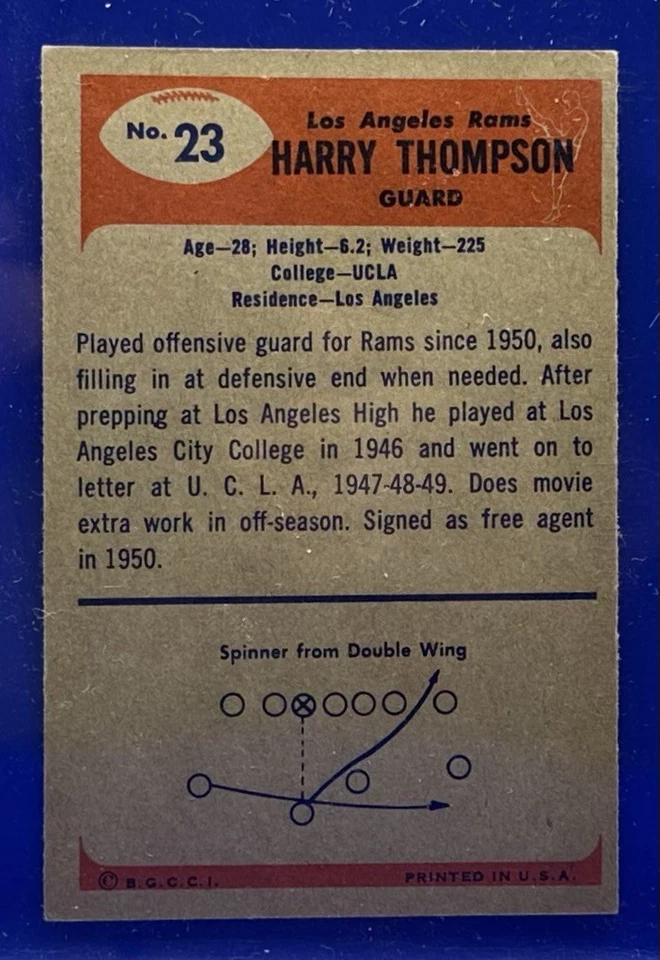 No. 23
Los Angeles Rams
HARRY THOMPSON
GUARD
Age—28; Height—6.2; Weight—225
College—UCLA
Residence—Los Angeles
Played offensive guard for Rams since 1950, also
filling in at defensive end when needed. After
prepping at Los Angeles High he played at Los
Angeles City College in 1946 and went on to
letter at U. C. L. A., 1947-48-49. Does movie
extra work in off-season. Signed as free agent
in 1950.
Spinner from Double Wing
© B.G.C.C.I. PRINTED IN U.S.A.